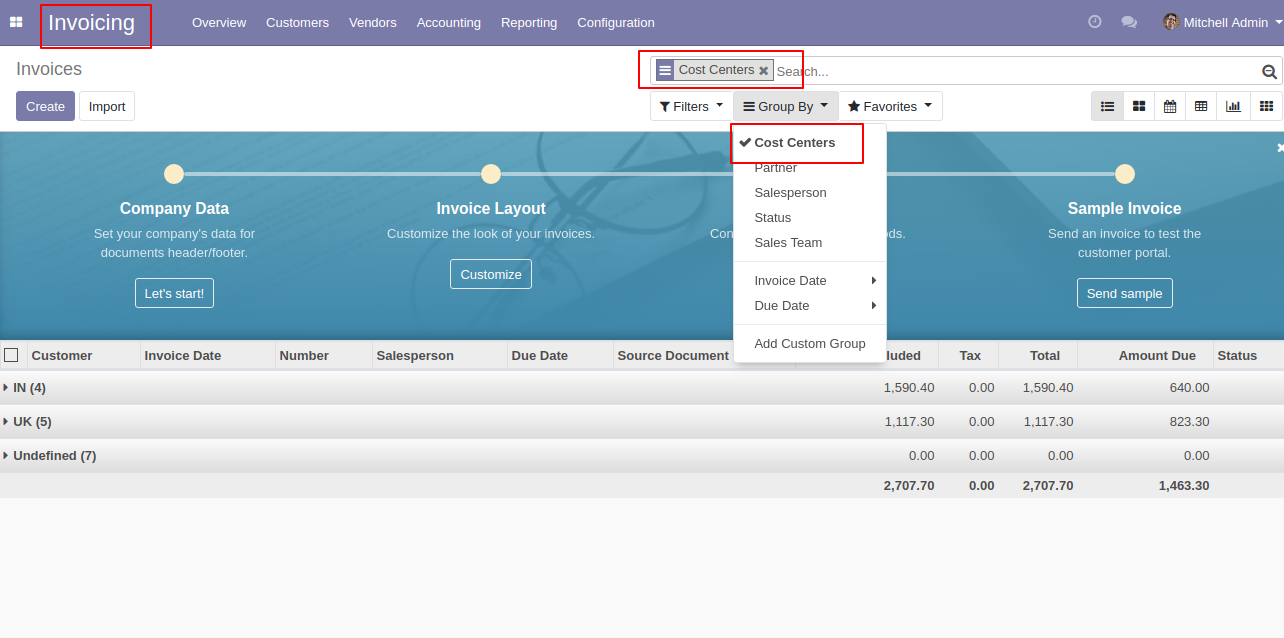 Invoicing Overview Customers Vendors Accounting Reporting Configuration Mitchell Admin
Invoices
Cost Centers Search...
Create Import
Filters Group By Favorites
Cost Centers
Partner
Salesperson
Status
Sales Team
Invoice Date
Due Date
Add Custom Group
Company Data
Set your company's data for
documents header/footer.
Let's start!
Invoice Layout
Customize the look of your invoices.
Customize
Sample Invoice
Send an invoice to test the
customer portal.
Send sample
Customer Invoice Date Number Salesperson Due Date Source Document Tax Total Amount Due Status
IN (4) 1,590.40 0.00 1,590.40 640.00
UK (5) 1,117.30 0.00 1,117.30 823.30
Undefined (7) 0.00 0.00 0.00 0.00
2,707.70 0.00 2,707.70 1,463.30